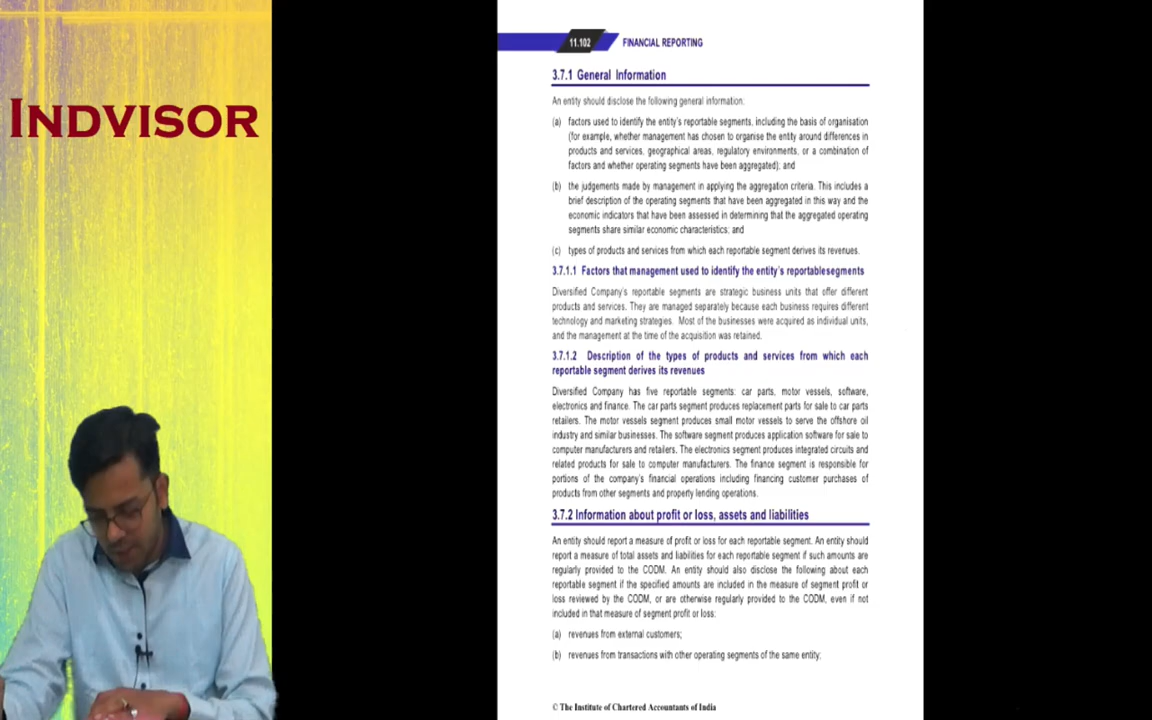 INDVISOR
11.102 FINANCIAL REPORTING
3.7.1 General Information
An entity should disclose the following general information:
(a) factors used to identify the entity's reportable segments, including the basis of organisation
(for example, whether management has chosen to organise the entity around differences in
products and services, geographical areas, regulatory environments, or a combination of
factors and whether operating segments have been aggregated); and
(b) the judgements made by management in applying the aggregation criteria. This includes a
brief description of the operating segments that have been aggregated in this way and the
economic indicators that have been assessed in determining that the aggregated operating
segments share similar economic characteristics; and
(c) types of products and services from which each reportable segment derives its revenues.
3.7.1.1 Factors that management used to identify the entity's reportablesegments
Diversified Company's reportable segments are strategic business units that offer different
products and services. They are managed separately because each business requires different
technology and marketing strategies. Most of the businesses were acquired as individual units,
and the management at the time of the acquisition was retained.
3.7.1.2 Description of the types of products and services from which each
reportable segment derives its revenues
Diversified Company has five reportable segments: car parts, motor vessels, software,
electronics and finance. The car parts segment produces replacement parts for sale to car parts
retailers. The motor vessels segment produces small motor vessels to serve the offshore oil
industry and similar businesses. The software segment produces application software for sale to
computer manufacturers and retailers. The electronics segment produces integrated circuits and
related products for sale to computer manufacturers. The finance segment is responsible for
portions of the company's financial operations including financing customer purchases of
products from other segments and property lending operations.
3.7.2 Information about profit or loss, assets and liabilities
An entity should report a measure of profit or loss for each reportable segment. An entity should
report a measure of total assets and liabilities for each reportable segment if such amounts are
regularly provided to the CODM. An entity should also disclose the following about each
reportable segment if the specified amounts are included in the measure of segment profit or
loss reviewed by the CODM, or are otherwise regularly provided to the CODM, even if not
included in that measure of segment profit or loss:
(a) revenues from external customers;
(b) revenues from transactions with other operating segments of the same entity;
© The Institute of Chartered Accountants of India